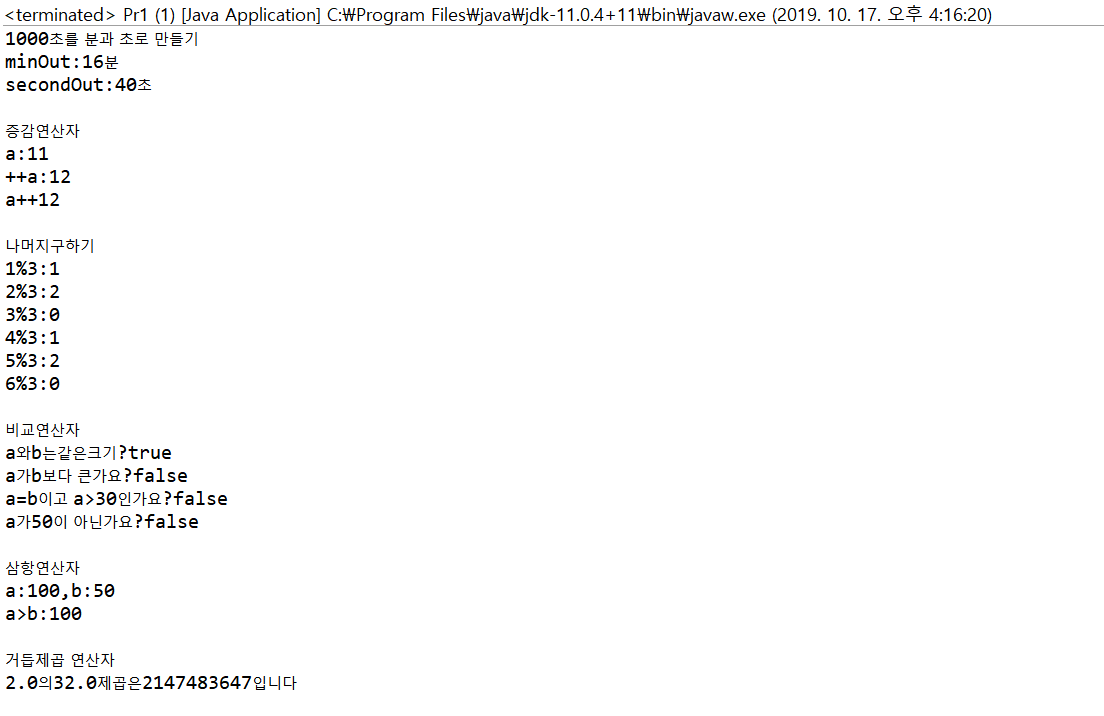 <terminated> Pr1 (1) [Java Application] C:₩Program Files₩java₩jdk-11.0.4+11₩bin₩javaw.exe (2019. 10. 17. 오후 4:16:20)
1000초를 분과 초로 만들기
minOut:16분
secondOut:40초
증감연산자
a:11
++a:12
a++12
나머지구하기
1%3:1
2%3:2
3%3:0
4%3:1
5%3:2
6%3:0
비교연산자
a와b는같은크기?true
a가b보다 큰가요?false
a=b이고 a>30인가요?false
a가50이 아닌가요?false
삼항연산자
a:100,b:50
a>b:100
거듭제곱 연산자
2.0의32.0제곱은2147483647입니다